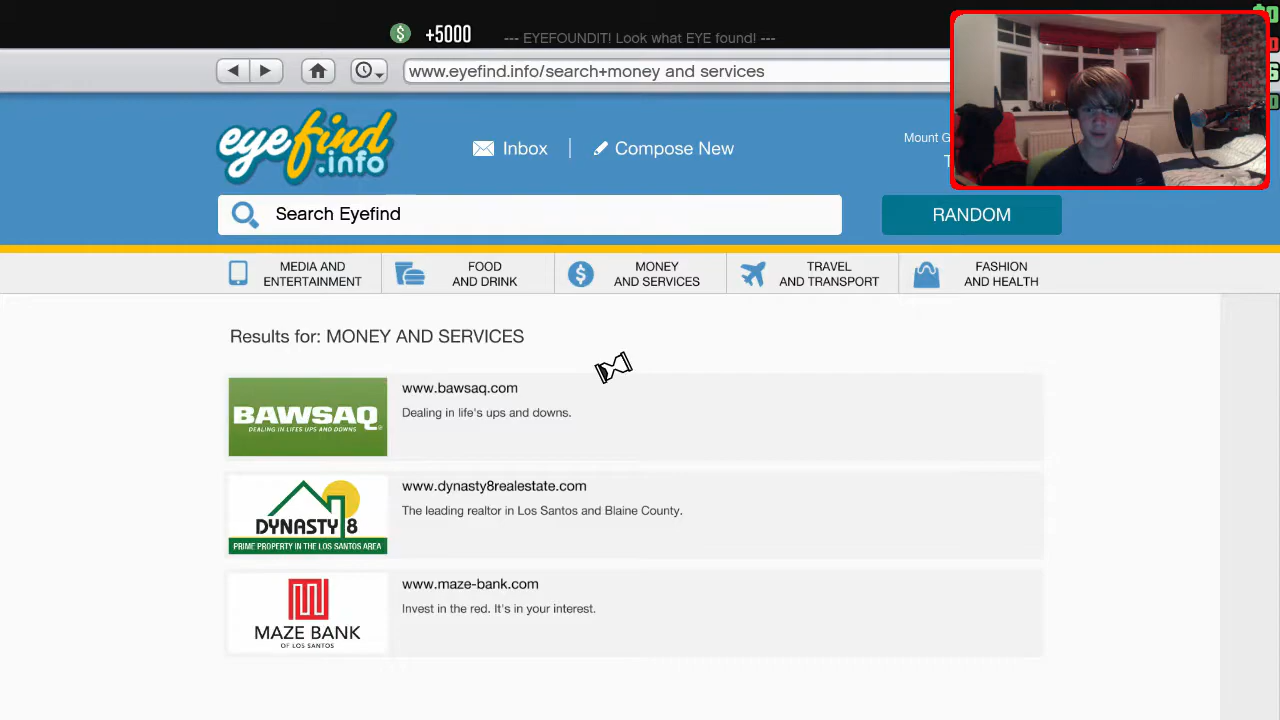 +5000
--- EYEFOUNDIT! Look what EYE found! ---
www.eyefind.info/search+money and services
eyefind
.info
Inbox
Compose New
Mount G
Search Eyefind
RANDOM
MEDIA AND
ENTERTAINMENT
FOOD
AND DRINK
MONEY
AND SERVICES
TRAVEL
AND TRANSPORT
FASHION
AND HEALTH
Results for: MONEY AND SERVICES
BAWSAQ
DEALING IN LIFES UPS AND DOWNS
www.bawsaq.com
Dealing in life's ups and downs.
DYNASTY 8
PRIME PROPERTY IN THE LOS SANTOS AREA
www.dynasty8realestate.com
The leading realtor in Los Santos and Blaine County.
MAZE BANK
OF LOS SANTOS
www.maze-bank.com
Invest in the red. It's in your interest.